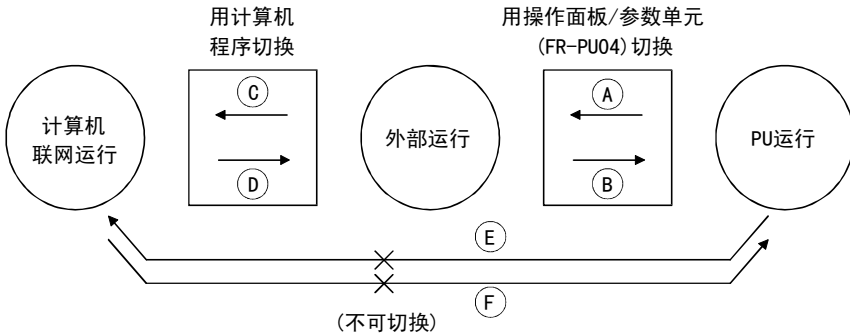 用计算机
程序切换
用操作面板/参数单元
(FR-PU04)切换
C
A
计算机
联网运行
外部运行
PU运行
D
B
E
F
(不可切换)